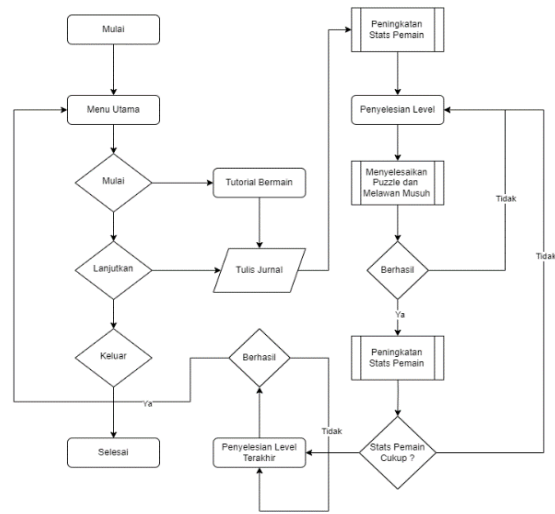 Mulai
Menu Utama
Mulai
Tutorial Bermain
Lanjutkan
Tulis Jurnal
Keluar
Selesai
Ya
Berhasil
Tidak
Penyelesian Level
Terakhir
Peningkatan
Stats Pemain
Penyelesian Level
Menyelesaikan
Puzzle dan
Melawan Musuh
Tidak
Berhasil
Tidak
Ya
Peningkatan
Stats Pemain
Stats Pemain
Cukup ?